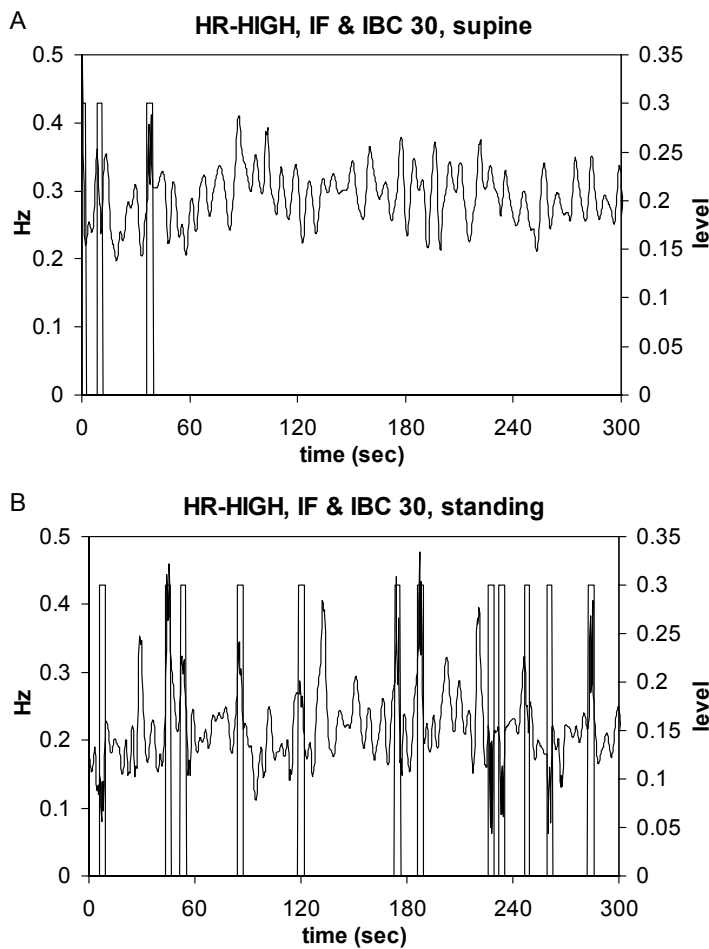 A
HR-HIGH, IF & IBC 30, supine
0.5 0.35
0.3
0.4
0.25
0.3
0.2
Hz
level
0.2
0.15
0.1
0.1
0.05
0 0
0 60 120 180 240 300
time (sec)
B
HR-HIGH, IF & IBC 30, standing
0.5 0.35
0.3
0.4
0.25
0.3
0.2
Hz
level
0.2
0.15
0.1
0.1
0.05
0 0
0 60 120 180 240 300
time (sec)